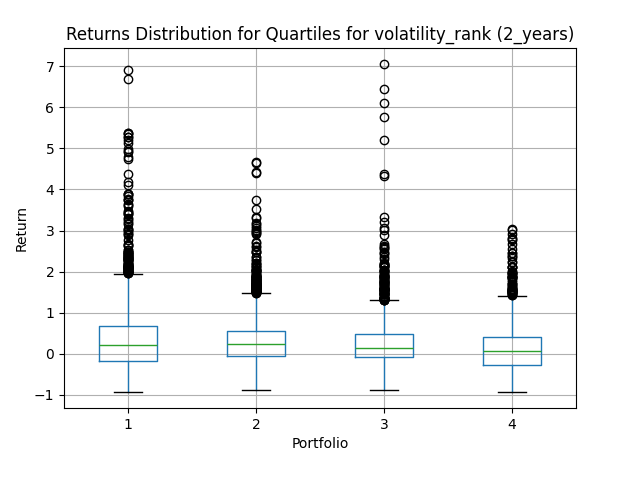 Returns Distribution for Quartiles for volatility_rank (2_years)
7
6
5
4
3
2
1
0
−1
Return
1 2 3 4
Portfolio